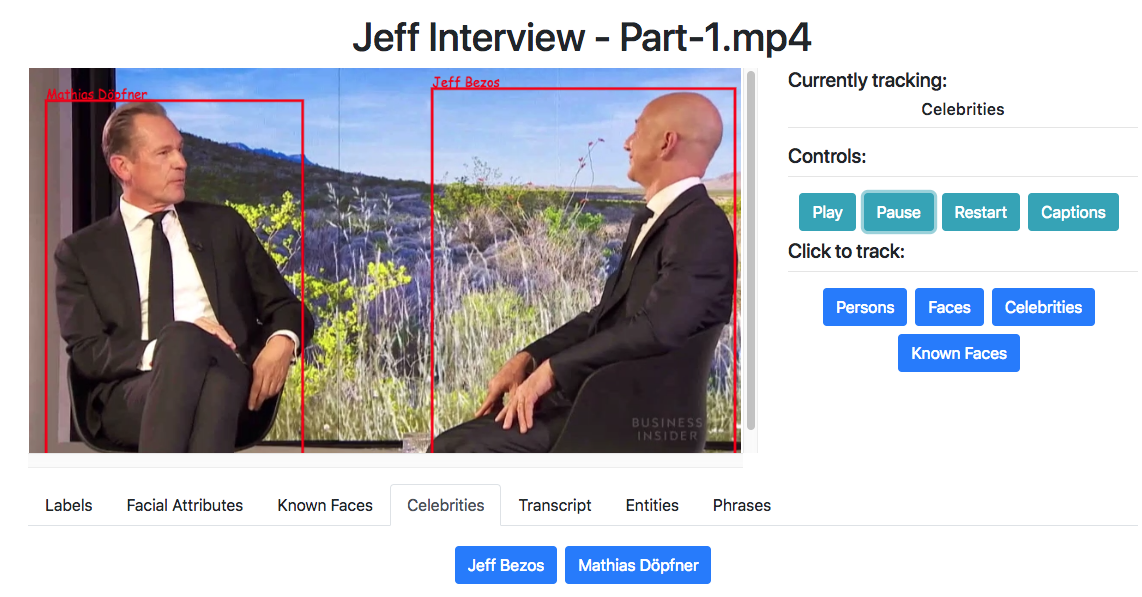 Jeff Interview - Part-1.mp4
Mathias Döpfner
Jeff Bezos
BUSINESS
INSIDER
Currently tracking:
Celebrities
Controls:
Play Pause Restart Captions
Click to track:
Persons Faces Celebrities
Known Faces
Labels Facial Attributes Known Faces Celebrities Transcript Entities Phrases
Jeff Bezos Mathias Döpfner